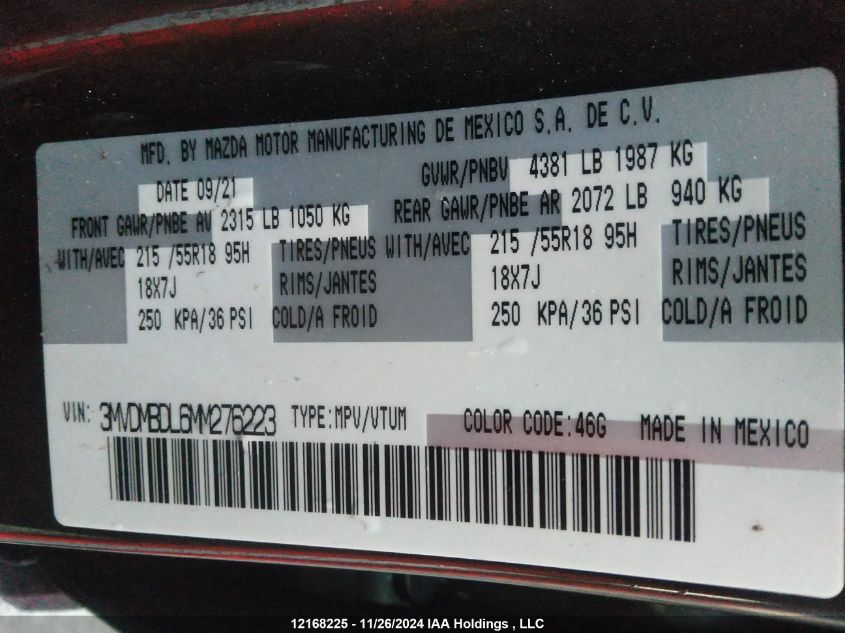 MFD. BY MAZDA MOTOR MANUFACTURING DE MEXICO S.A. DE C.V.
DATE 09/21 GVWR/PNBV 4381 LB 1987 KG
FRONT GAWR/PNBE AV 2315 LB 1050 KG REAR GAWR/PNBE AR 2072 LB 940 KG
WITH/AVEC 215 /55R18 95H TIRES/PNEUS WITH/AVEC 215 /55R18 95H TIRES/PNEUS
18X7J RIMS/JANTES 18X7J RIMS/JANTES
250 KPA/36 PSI COLD/A FROID 250 KPA/36 PSI COLD/A FROID
VIN: 3MVDMBDL6MM276223 TYPE:MPV/VTUM COLOR CODE:46G MADE IN MEXICO
12168225 - 11/26/2024 IAA Holdings , LLC